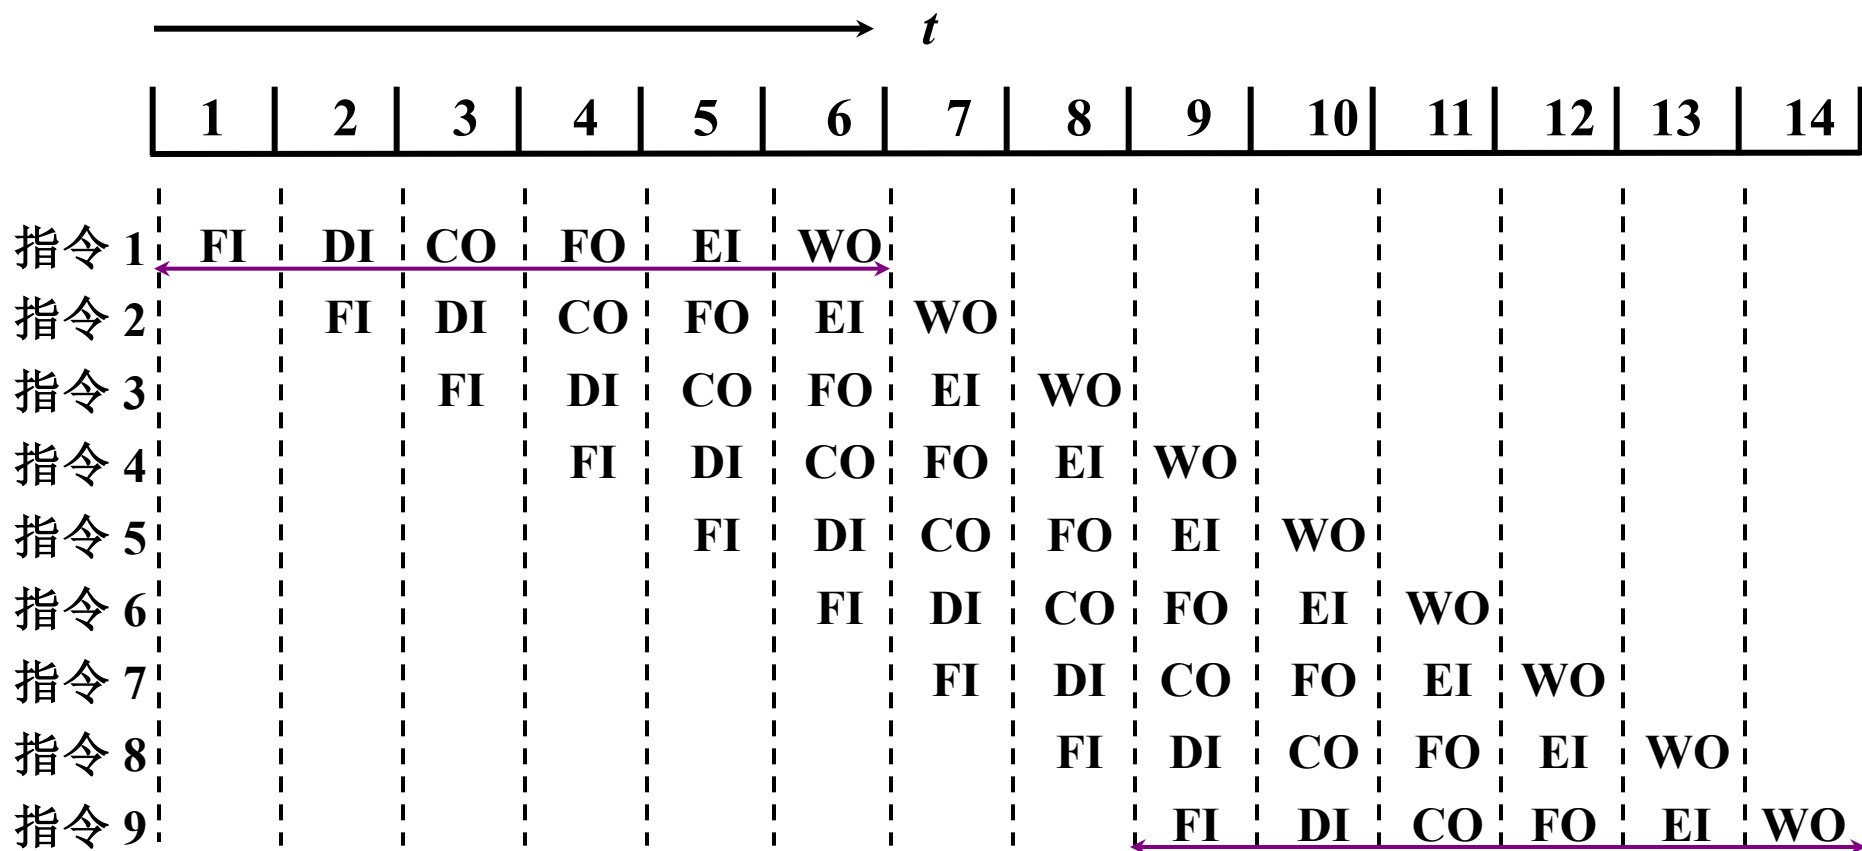 t
1 2 3 4 5 6 7 8 9 10 11 12 13 14
指令 1 FI DI CO FO EI WO
指令 2 FI DI CO FO EI WO
指令 3 FI DI CO FO EI WO
指令 4 FI DI CO FO EI WO
指令 5 FI DI CO FO EI WO
指令 6 FI DI CO FO EI WO
指令 7 FI DI CO FO EI WO
指令 8 FI DI CO FO EI WO
指令 9 FI DI CO FO EI WO